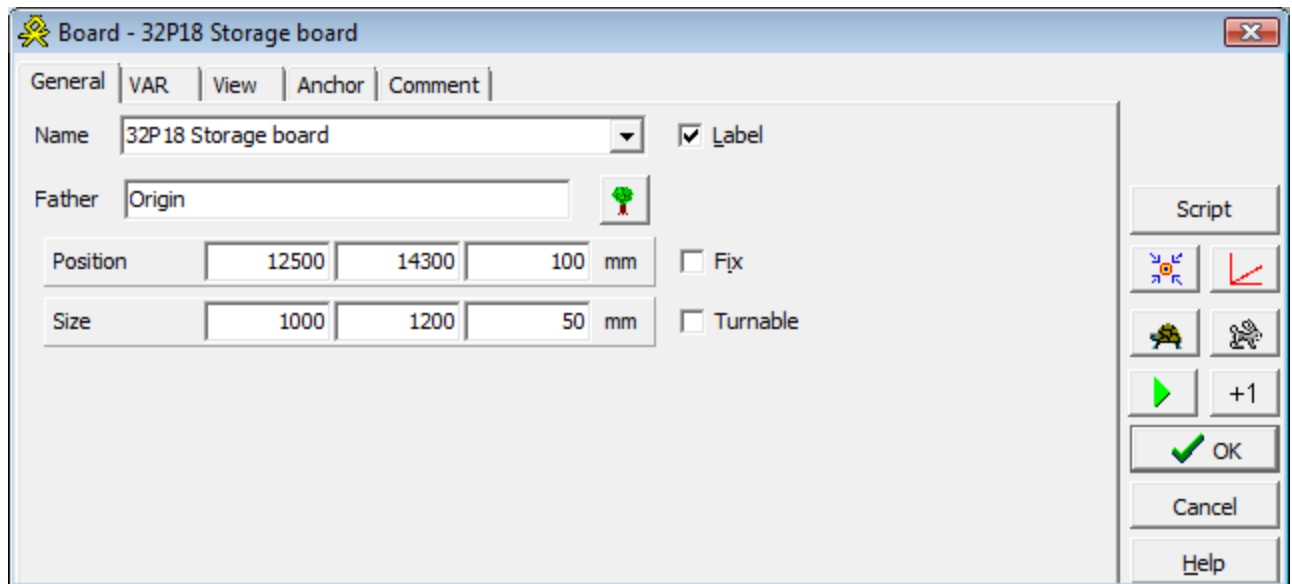 Board - 32P18 Storage board
General VAR View Anchor Comment
Name 32P18 Storage board Label
Father Origin
Script
Position 12500 14300 100 mm Fix
Size 1000 1200 50 mm Turnable
+1
OK
Cancel
Help